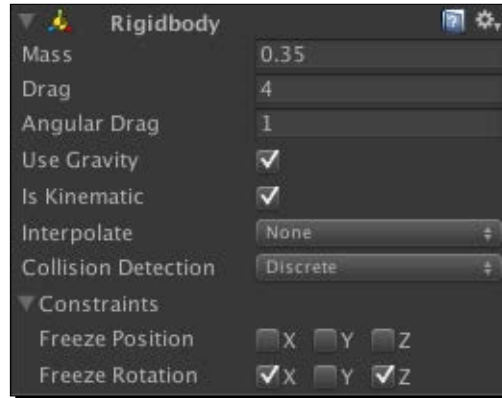 Rigidbody
Mass 0.35
Drag 4
Angular Drag 1
Use Gravity
Is Kinematic
Interpolate None
Collision Detection Discrete
Constraints
Freeze Position X Y Z
Freeze Rotation X Y Z